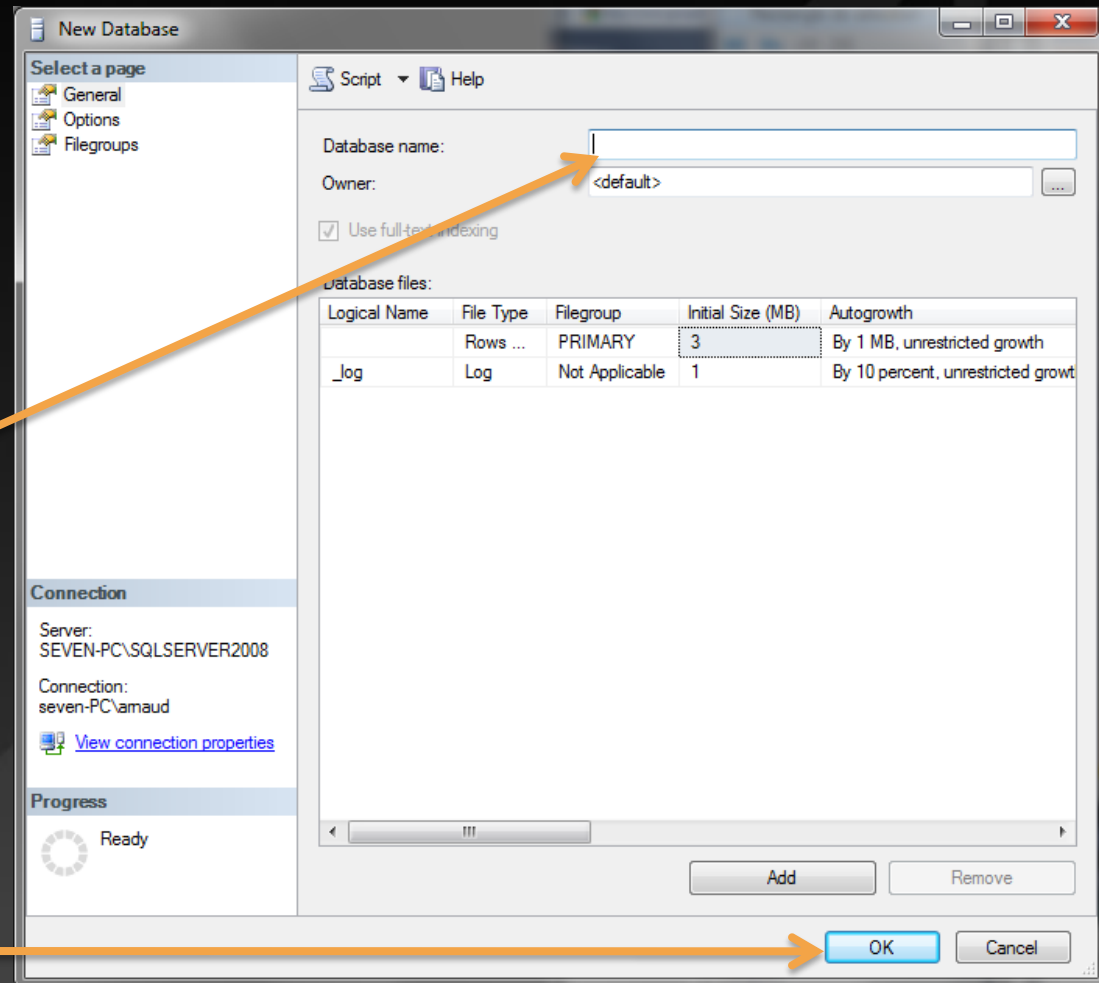 New Database
Select a page
General
Options
Filegroups
Script Help
Database name:
Owner: <default> ...
Use full-text indexing
Database files:
Logical Name File Type Filegroup Initial Size (MB) Autogrowth
Rows ... PRIMARY 3 By 1 MB, unrestricted growth
_log Log Not Applicable 1 By 10 percent, unrestricted growt
Connection
Server:
SEVEN-PC\SQLSERVER2008
Connection:
seven-PC\arnaud
View connection properties
Progress
Ready
Add Remove
OK Cancel